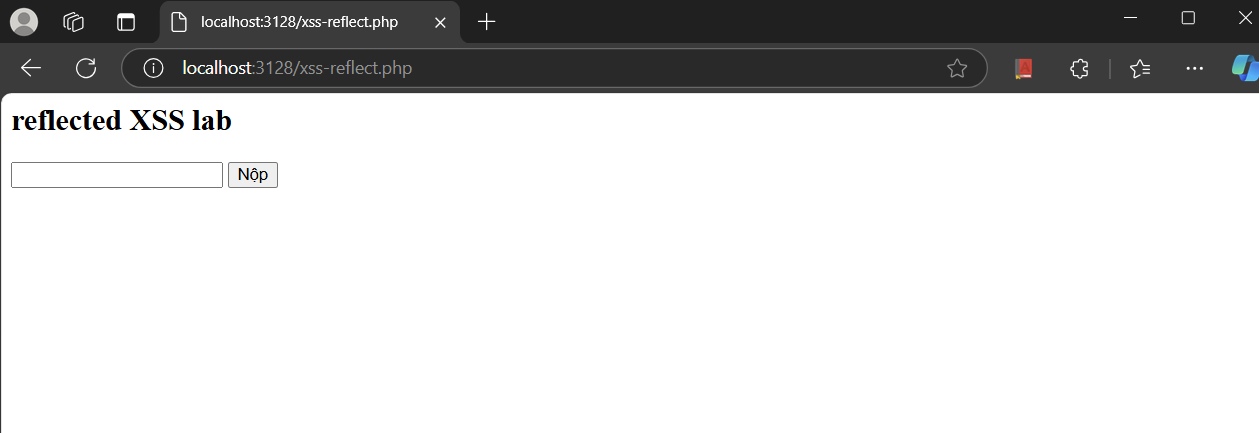 localhost:3128/xss-reflect.php
localhost:3128/xss-reflect.php
reflected XSS lab
Nộp